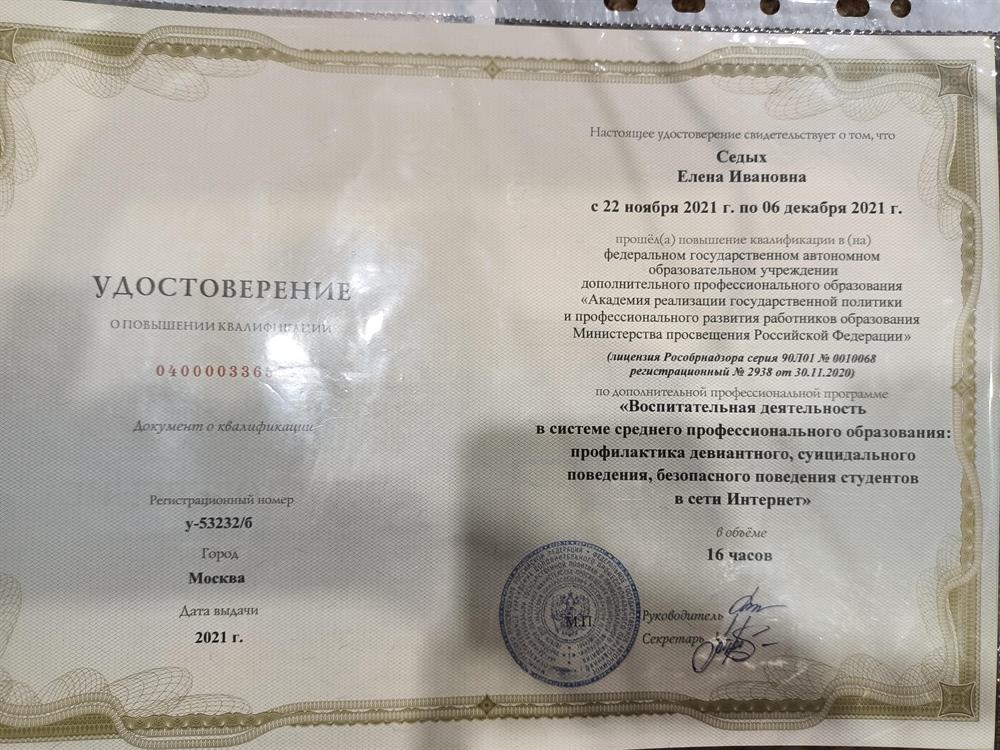 УДОСТОВЕРЕНИЕ
О ПОВЫШЕНИИ КВАЛИФИКАЦИИ
Документ о квалификации
Регистрационный номер
у-53232/б
Город
Москва
Дата выдачи
2021 г.
Настоящее удостоверение свидетельствует о том, что
Седых
Елена Ивановна
с 22 ноября 2021 г. по 06 декабря 2021 г.
прошёл(а) повышение квалификации в (на)
федеральном государственном автономном
образовательном учреждении
дополнительного профессионального образования
«Академия реализации государственной политики
и профессионального развития работников образования
Министерства просвещения Российской Федерации»
(лицензия Рособрнадзора серия 90Л01 № 0010068
регистрационный № 2938 от 30.11.2020)
по дополнительной профессиональной программе
«Воспитательная деятельность
в системе среднего профессионального образования:
профилактика девиантного, суицидального
поведения, безопасного поведения студентов
в сети Интернет»
в объёме
16 часов
М.П.
Руководитель
Секретарь